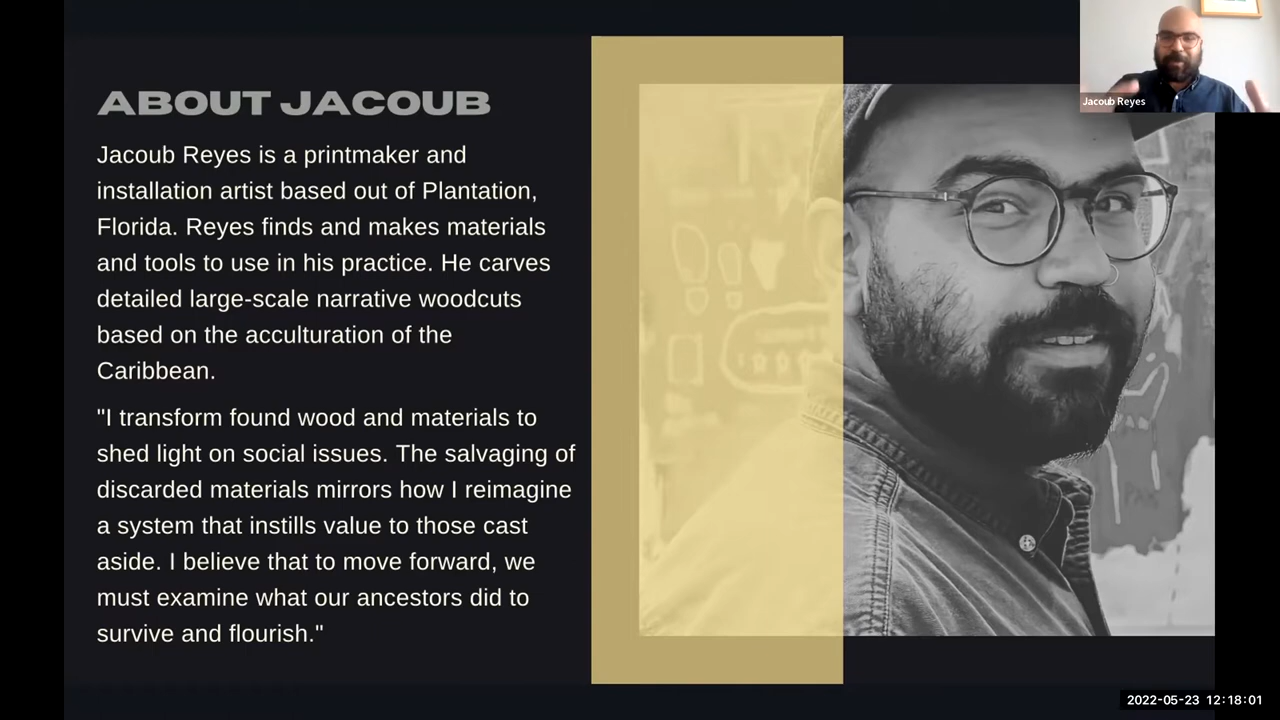 ABOUT JACOUB
Jacoub Reyes is a printmaker and
installation artist based out of Plantation,
Florida. Reyes finds and makes materials
and tools to use in his practice. He carves
detailed large-scale narrative woodcuts
based on the acculturation of the
Caribbean.
"I transform found wood and materials to
shed light on social issues. The salvaging of
discarded materials mirrors how I reimagine
a system that instills value to those cast
aside. I believe that to move forward, we
must examine what our ancestors did to
survive and flourish."
Jacoub Reyes
2022-05-23 12:18:01